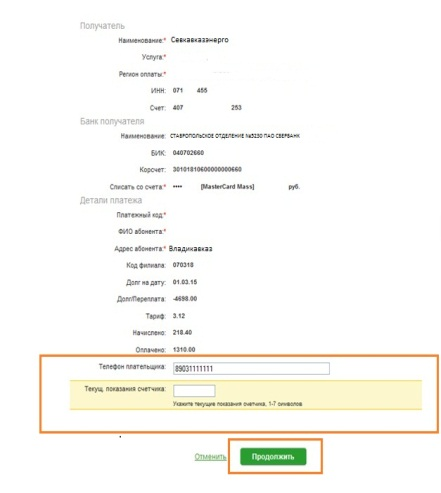 Получатель
Наименование:* Севкавказэнерго
Услуга:*
Регион оплаты:*
ИНН: 071 455
Счет: 407 253
Банк получателя
Наименование: СТАВРОПОЛЬСКОЕ ОТДЕЛЕНИЕ №5230 ПАО СБЕРБАНК
БИК: 040702660
Корсчет: 30101810600000000660
Списать со счета:* •••• [MasterCard Mass] руб.
Детали платежа
Платежный код:*
ФИО абонента:*
Адрес абонента:* Владикавказ
Код филиала: 070318
Долг на дату: 01.03.15
Долг/Переплата: -4698.00
Тариф: 3.12
Начислено: 218.40
Оплачено: 1310.00
Телефон плательщика: 89031111111
Текущ. показания счетчика:
Укажите текущие показания счетчика, 1-7 символов.
Отменить Продолжить